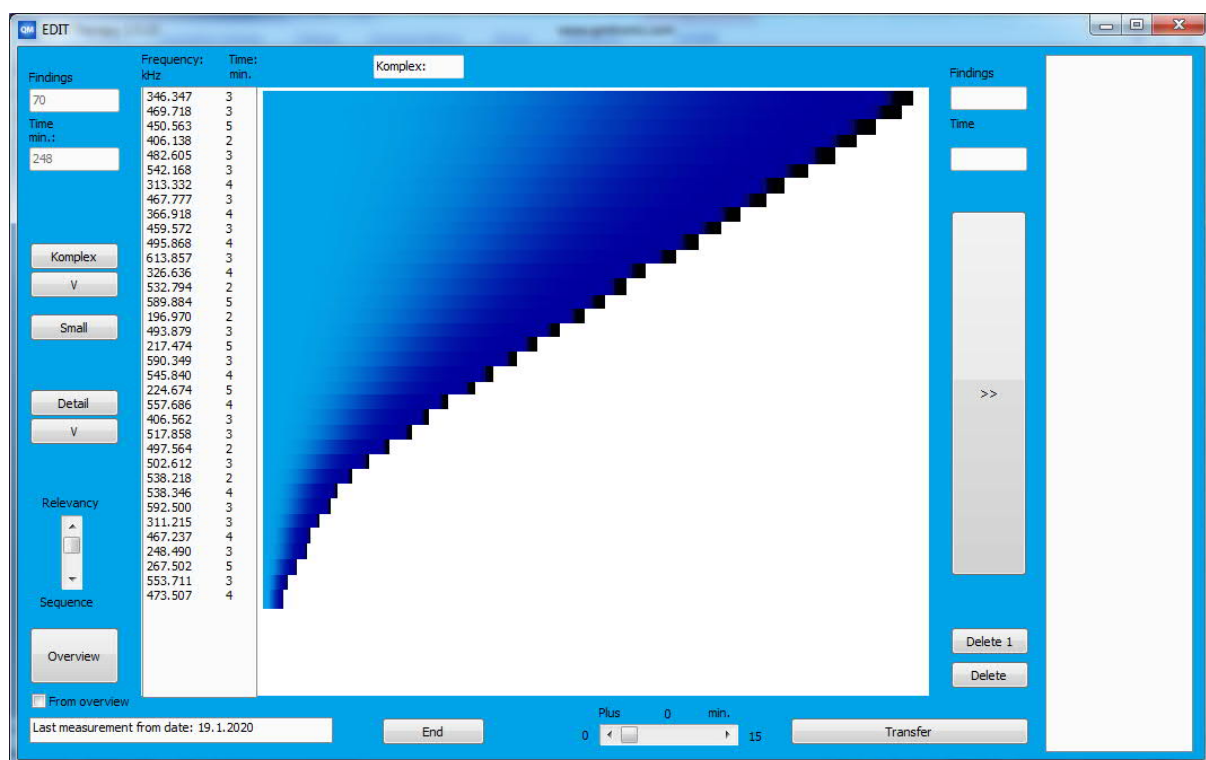 QM EDIT
Findings
70
Time
min.:
248
Komplex
V
Small
Detail
V
Relevancy
Sequence
Overview
From overview
Last measurement from date: 19.1.2020
Frequency: Time:
kHz min.
346.347 3
469.718 3
450.563 5
406.138 2
482.605 3
542.168 3
313.332 4
467.777 3
366.918 4
459.572 3
495.868 4
613.857 3
326.636 4
532.794 2
589.884 5
196.970 2
493.879 3
217.474 5
590.349 3
545.840 4
224.674 5
557.686 4
406.562 3
517.858 3
497.564 2
502.612 3
538.218 2
538.346 4
592.500 3
311.215 3
467.237 4
248.490 3
267.502 5
553.711 3
473.507 4
Komplex:
End
Plus 0 min.
0 15
Findings
Time
>>
Delete 1
Delete
Transfer